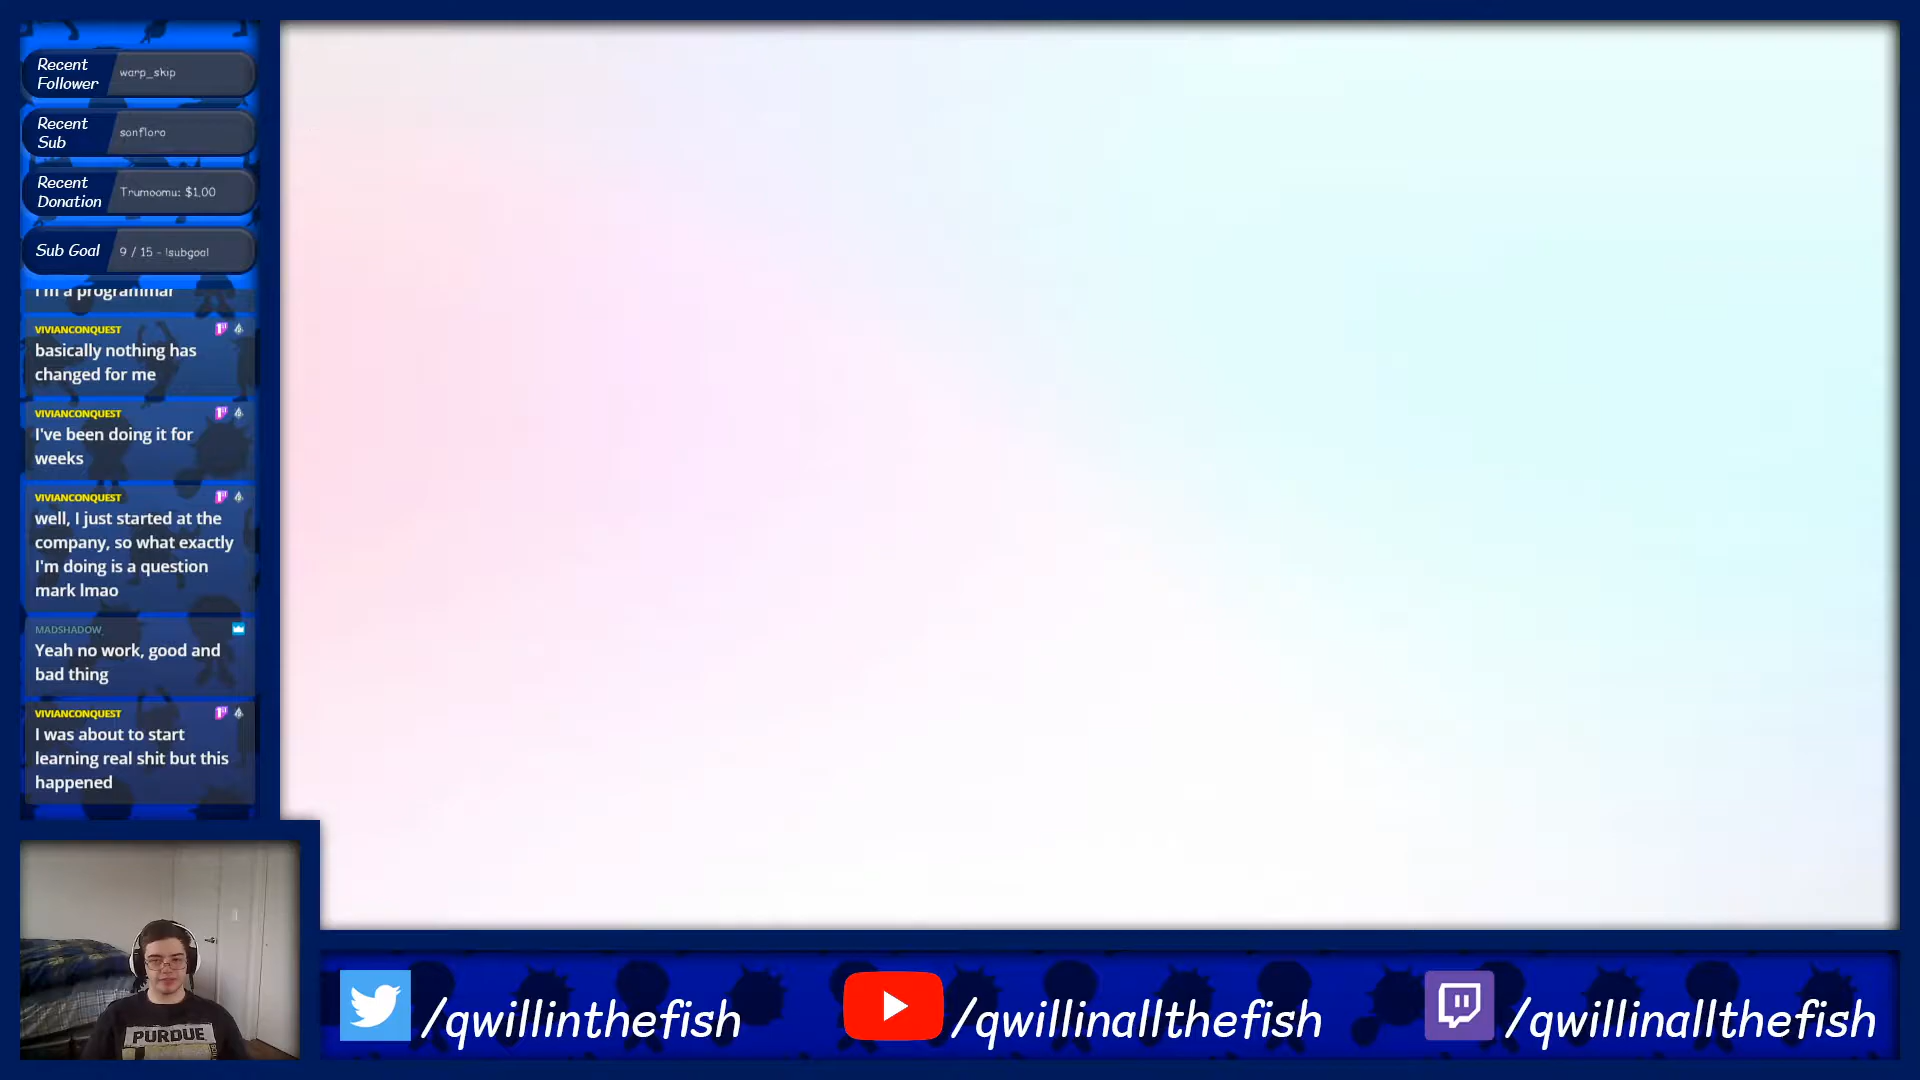 Recent
Follower
warp_skip
Recent
Sub
sonfloro
Recent
Donation
Trumoomu: $1.00
Sub Goal
9 / 15 - !subgoal
I'm a programmar
VIVIANCONQUEST
basically nothing has
changed for me
VIVIANCONQUEST
I've been doing it for
weeks
VIVIANCONQUEST
well, I just started at the
company, so what exactly
I'm doing is a question
mark lmao
MADSHADOW_
Yeah no work, good and
bad thing
VIVIANCONQUEST
I was about to start
learning real shit but this
happened
PURDUE
/qwillinthefish
/qwillinallthefish
/qwillinallthefish